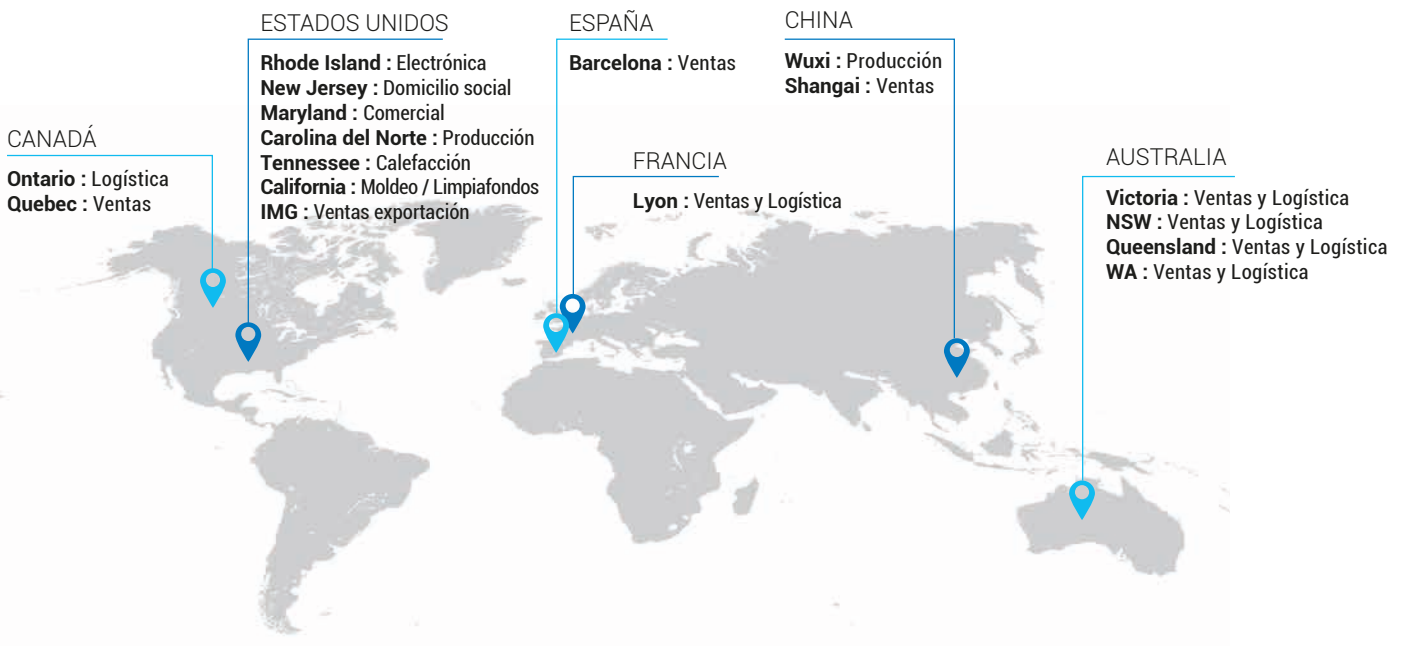 ESTADOS UNIDOS
Rhode Island : Electrónica
New Jersey : Domicilio social
Maryland : Comercial
Carolina del Norte : Producción
Tennessee : Calefacción
California : Moldeo / Limpiafondos
IMG : Ventas exportación
ESPAÑA
Barcelona : Ventas
CHINA
Wuxi : Producción
Shangai : Ventas
CANADÁ
Ontario : Logística
Quebec : Ventas
FRANCIA
Lyon : Ventas y Logística
AUSTRALIA
Victoria : Ventas y Logística
NSW : Ventas y Logística
Queensland : Ventas y Logística
WA : Ventas y Logística